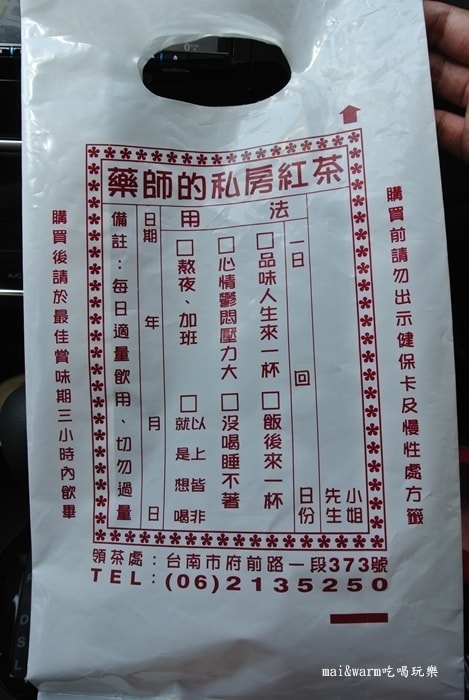 藥師的私房紅茶
購買前請勿出示健保卡及慢性處方籤
小姐
先生
一日 回 日份
用法
□品味人生來一杯 □飯後來一杯
□心情鬱悶壓力大 □沒喝睡不著
□熬夜、加班 □以上皆非
就是想喝
日期 年 月 日
備註：每日適量飲用、切勿過量
購買後請於最佳賞味期三小時內飲畢
領茶處：台南市府前路一段373號
TEL：(06)2135250
mai&warm吃喝玩樂